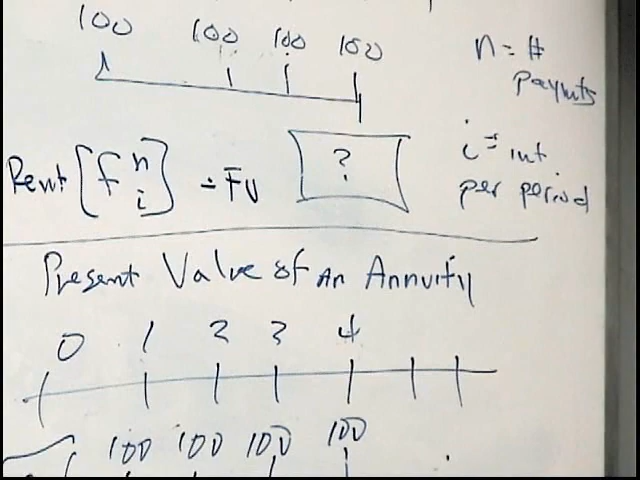 100 100 100 100
n = #
paymts
Rent [f n i] = FV
?
i = int
per period
Present Value of An Annuity
0 1 2 3 4
100 100 100 100